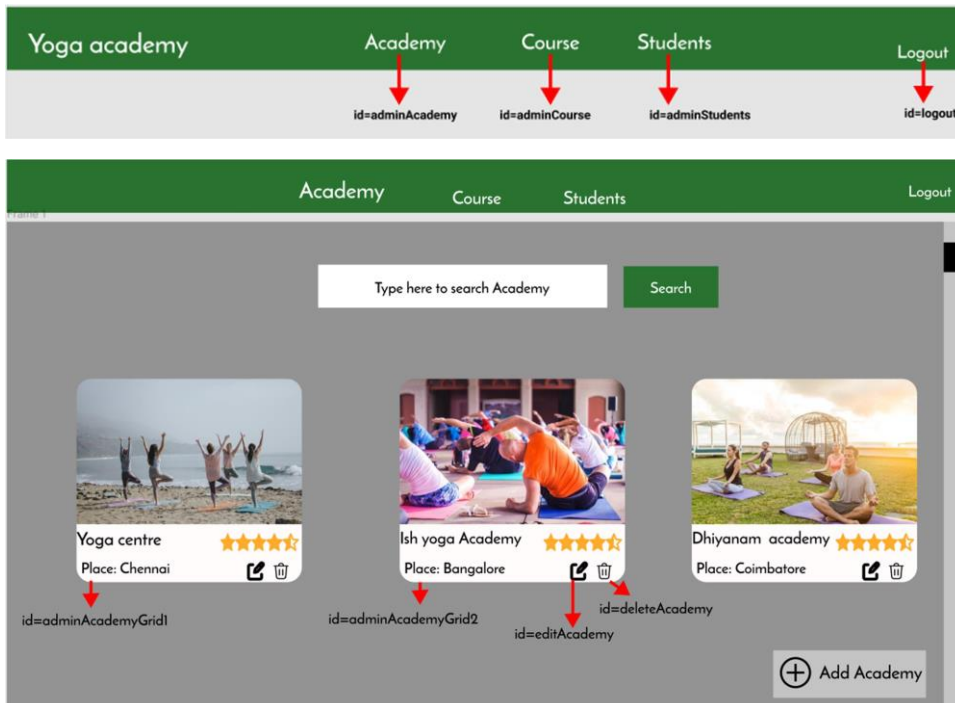 Yoga academy Academy Course Students Logout
id=adminAcademy id=adminCourse id=adminStudents id=logout
Academy Course Students Logout
Frame 1
Type here to search Academy Search
Yoga centre Ish yoga Academy Dhiyanam academy
Place: Chennai Place: Bangalore Place: Coimbatore
id=adminAcademyGrid1 id=adminAcademyGrid2 id=editAcademy id=deleteAcademy
Add Academy